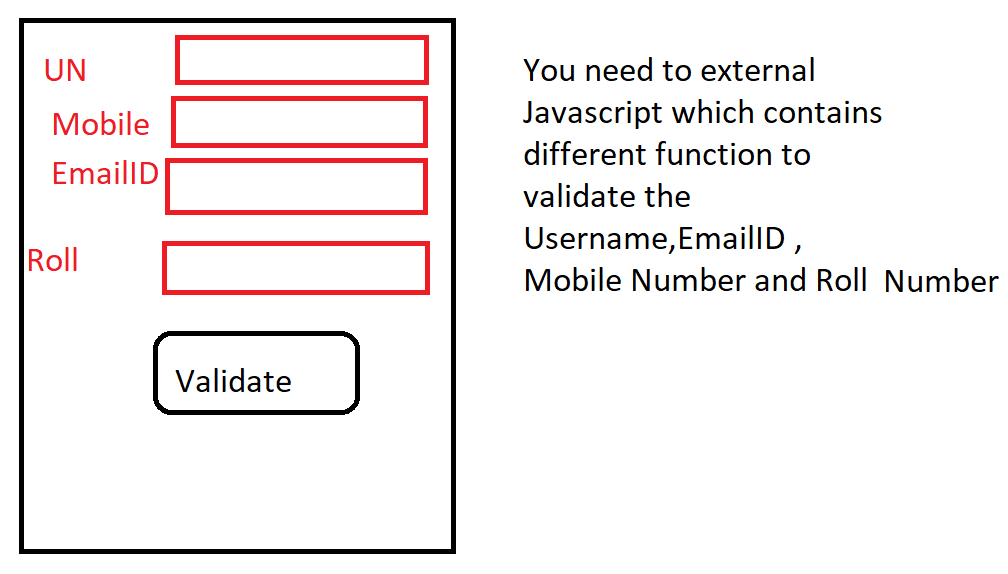 UN
Mobile
EmailID
Roll
Validate
You need to external
Javascript which contains
different function to
validate the
Username,EmailID ,
Mobile Number and Roll Number